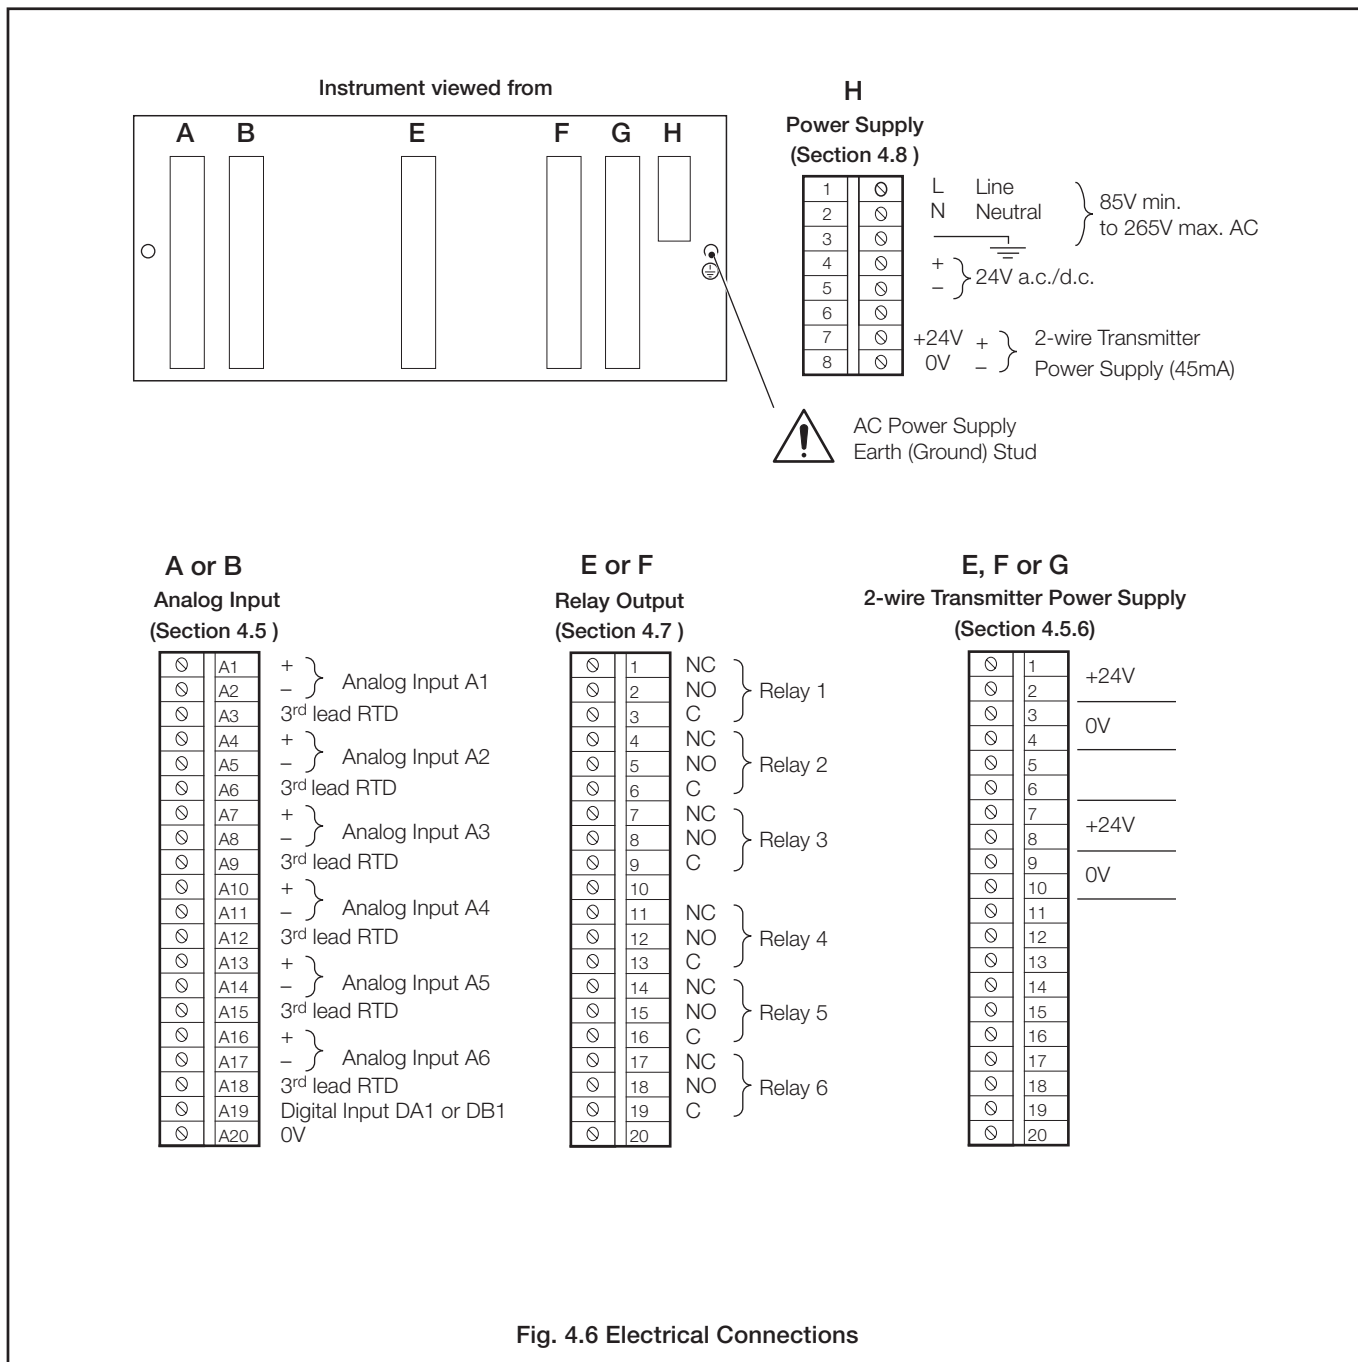 Instrument viewed from
A B E F G H
H
Power Supply
(Section 4.8 )
1 L Line
2 N Neutral
3
85V min.
to 265V max. AC
4 +
5 –
24V a.c./d.c.
6
7 +24V + 2-wire Transmitter
8 0V – Power Supply (45mA)
AC Power Supply
Earth (Ground) Stud
A or B
Analog Input
(Section 4.5 )
A1 +
A2 –
Analog Input A1
A3 3rd lead RTD
A4 +
A5 –
Analog Input A2
A6 3rd lead RTD
A7 +
A8 –
Analog Input A3
A9 3rd lead RTD
A10 +
A11 –
Analog Input A4
A12 3rd lead RTD
A13 +
A14 –
Analog Input A5
A15 3rd lead RTD
A16 +
A17 –
Analog Input A6
A18 3rd lead RTD
A19 Digital Input DA1 or DB1
A20 0V
E or F
Relay Output
(Section 4.7 )
1 NC
2 NO Relay 1
3 C
4 NC
5 NO Relay 2
6 C
7 NC
8 NO Relay 3
9 C
10
11 NC
12 NO Relay 4
13 C
14 NC
15 NO Relay 5
16 C
17 NC
18 NO Relay 6
19 C
20
E, F or G
2-wire Transmitter Power Supply
(Section 4.5.6)
1
+24V
2
3
0V
4
5
6
7
+24V
8
9
0V
10
11
12
13
14
15
16
17
18
19
20
Fig. 4.6 Electrical Connections